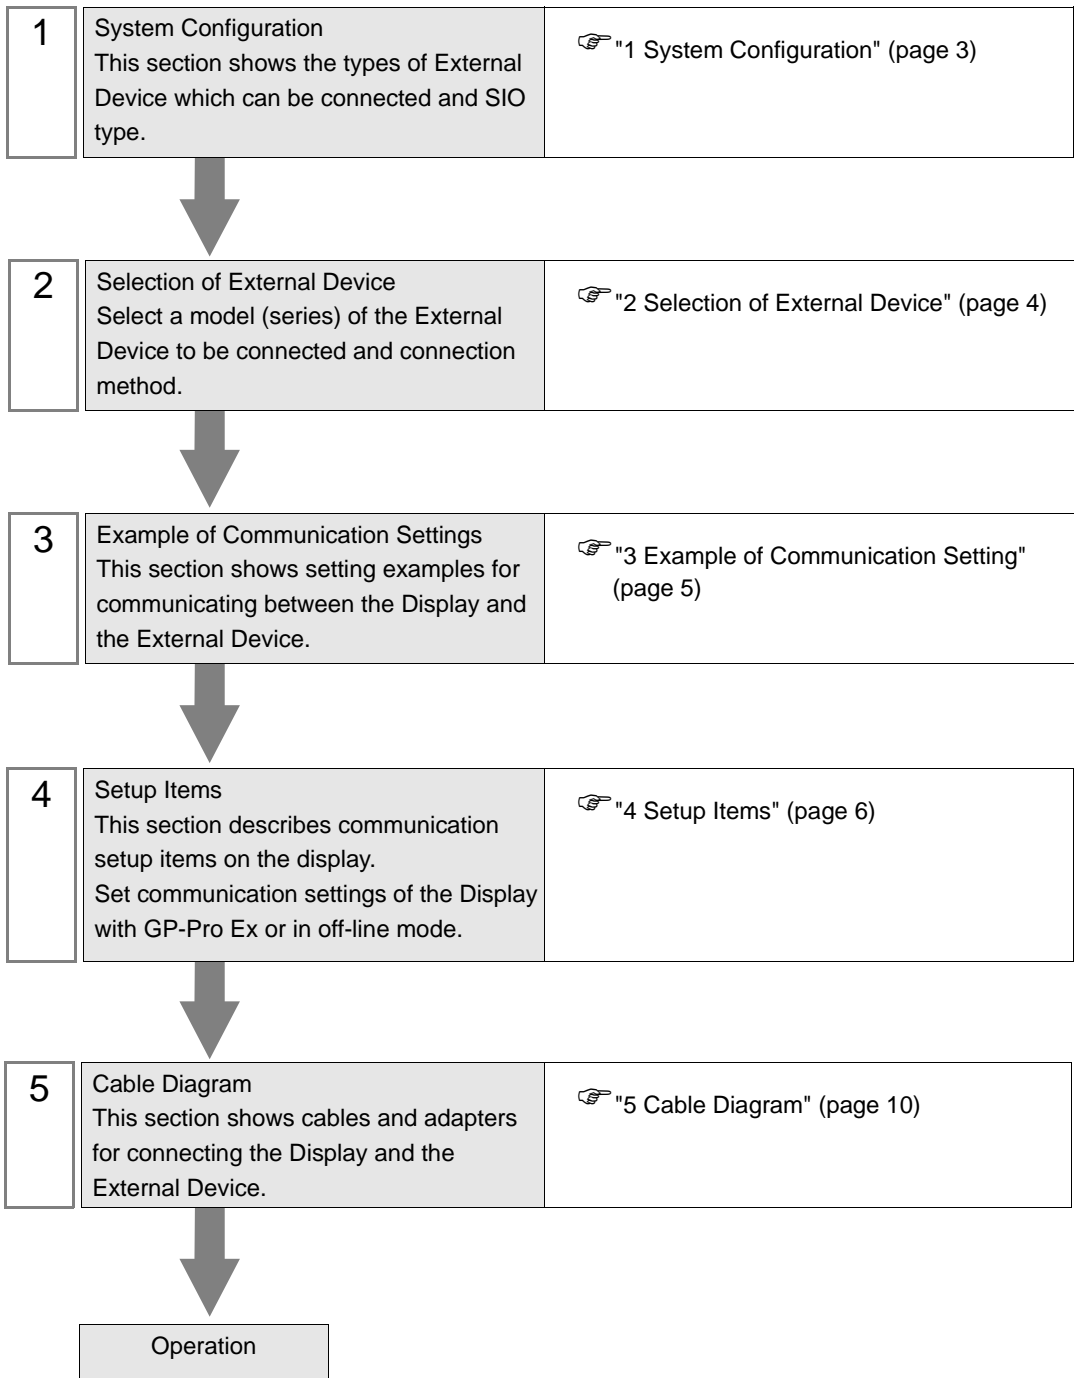 1
System Configuration
This section shows the types of External
Device which can be connected and SIO
type.
"1 System Configuration" (page 3)
2
Selection of External Device
Select a model (series) of the External
Device to be connected and connection
method.
"2 Selection of External Device" (page 4)
3
Example of Communication Settings
This section shows setting examples for
communicating between the Display and
the External Device.
"3 Example of Communication Setting"
(page 5)
4
Setup Items
This section describes communication
setup items on the display.
Set communication settings of the Display
with GP-Pro Ex or in off-line mode.
"4 Setup Items" (page 6)
5
Cable Diagram
This section shows cables and adapters
for connecting the Display and the
External Device.
"5 Cable Diagram" (page 10)
Operation